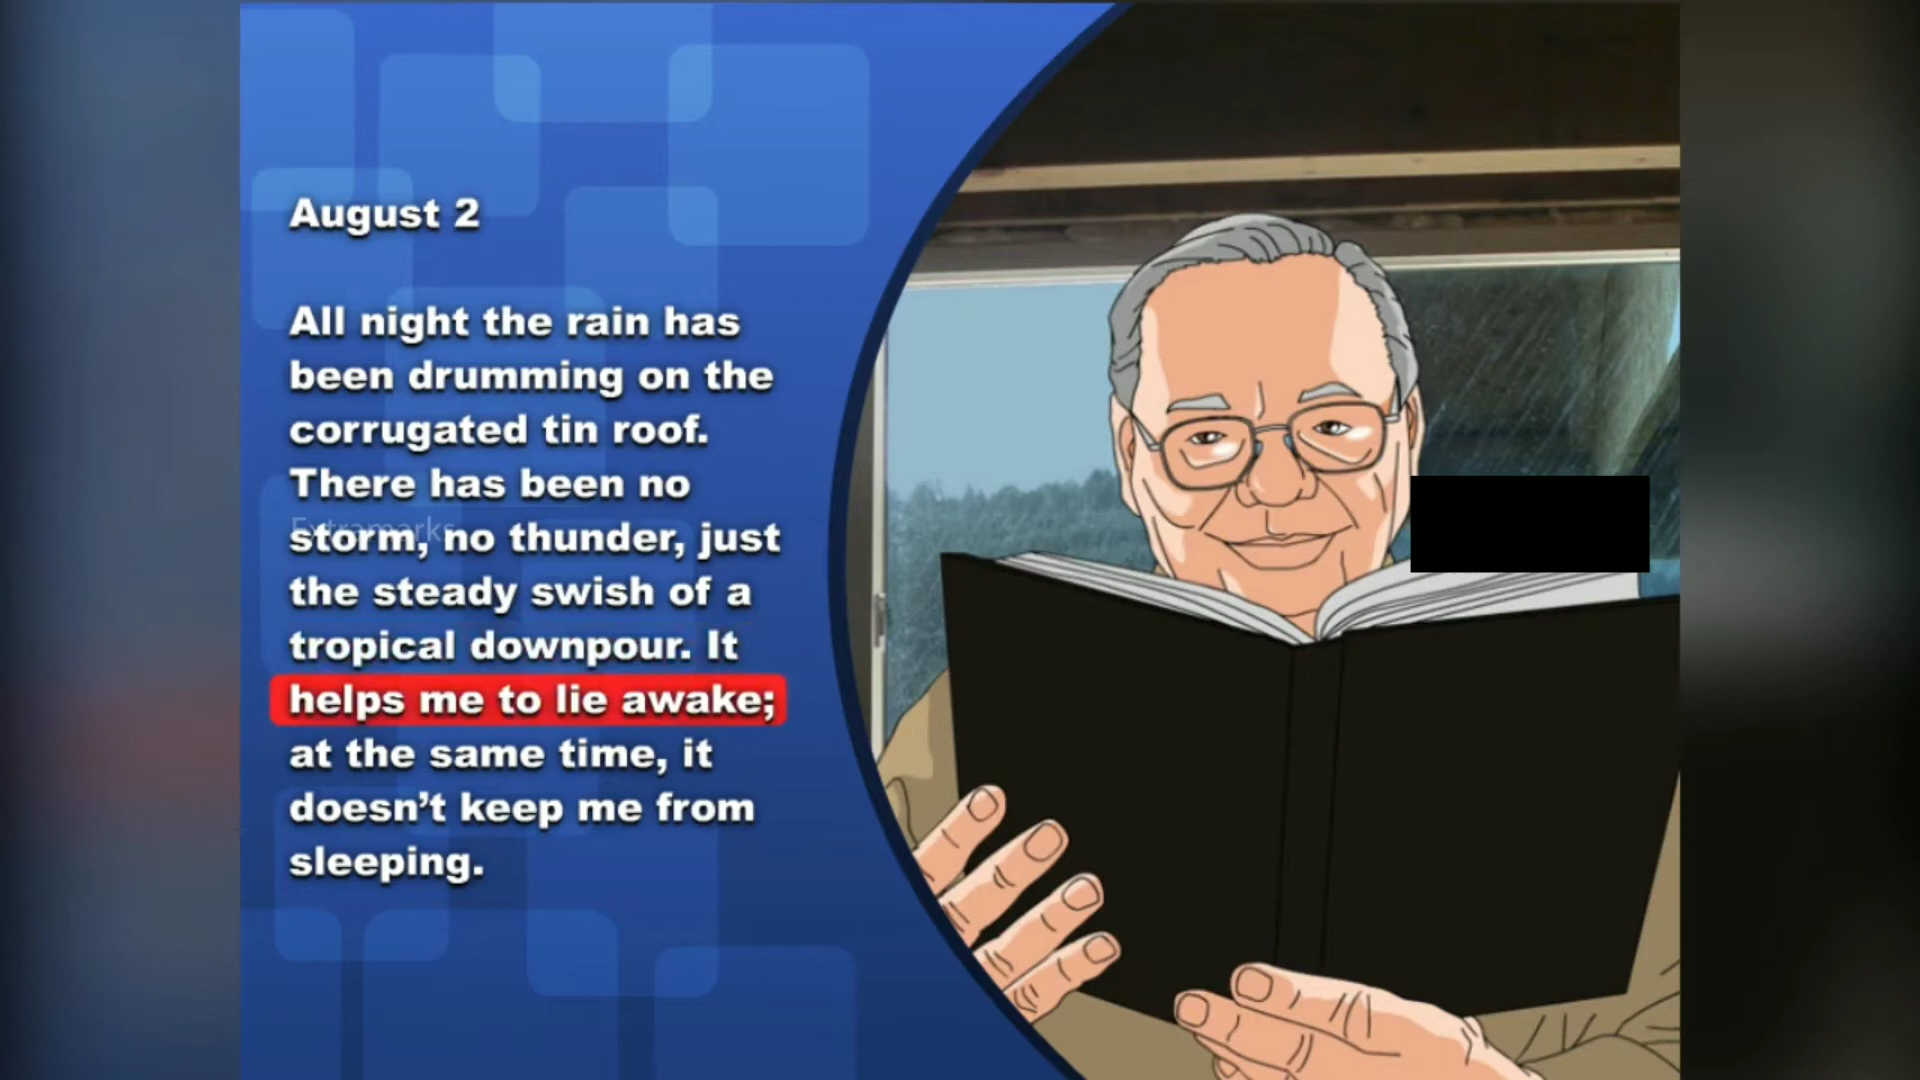 August 2
All night the rain has
been drumming on the
corrugated tin roof.
There has been no
storm, no thunder, just
the steady swish of a
tropical downpour. It
helps me to lie awake;
at the same time, it
doesn’t keep me from
sleeping.
Extramarks